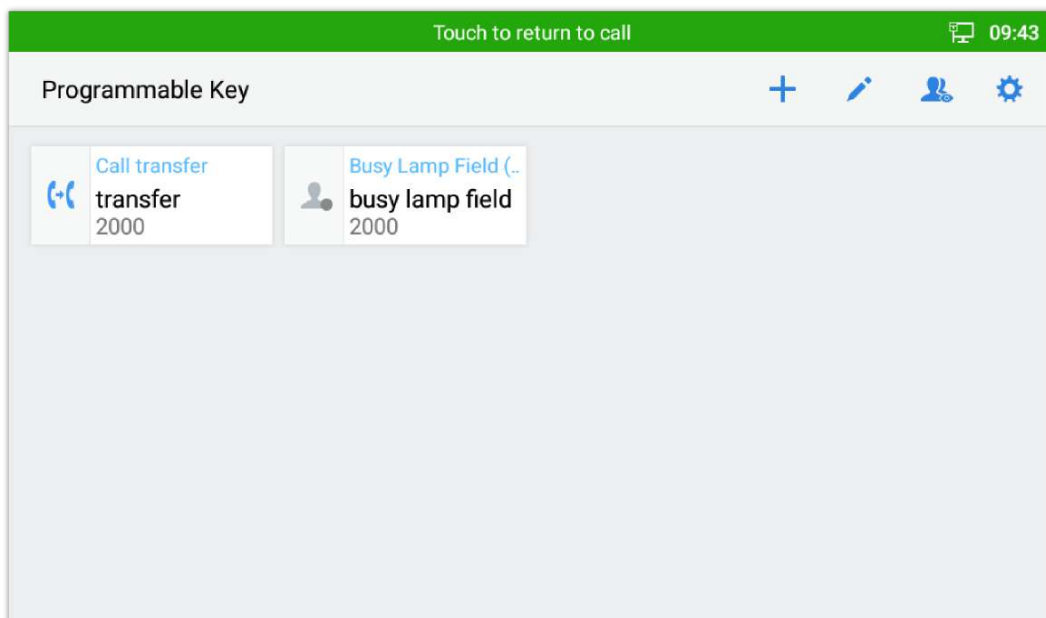 Touch to return to call
09:43
Programmable Key
Call transfer
transfer
2000
Busy Lamp Field (..
busy lamp field
2000